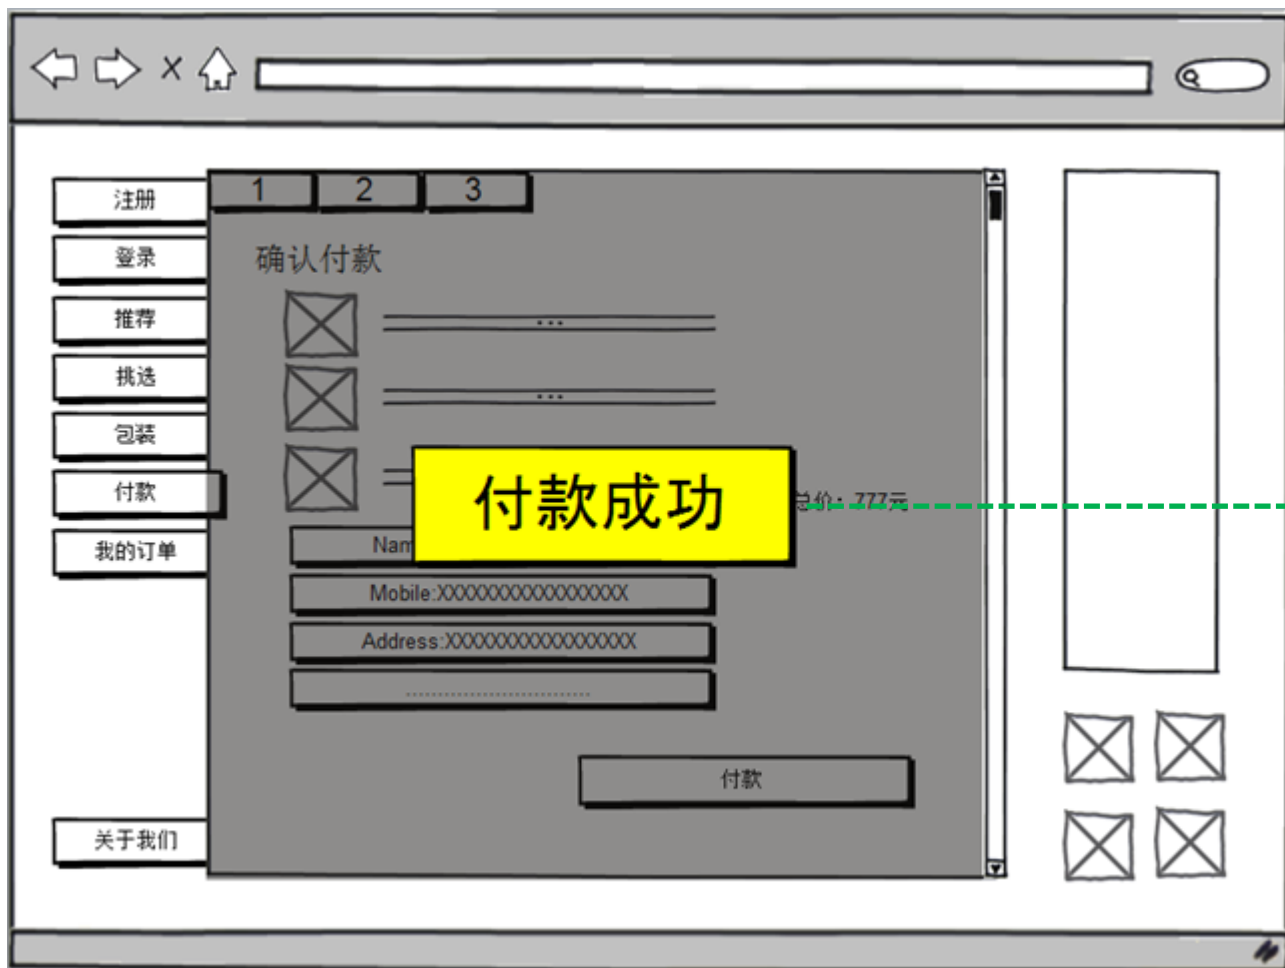 注册
登录
推荐
挑选
包装
付款
我的订单
关于我们
1 2 3
确认付款
...
...
付款成功
总价：777元
Nam
Mobile:XXXXXXXXXXXXXXXXX
Address:XXXXXXXXXXXXXXXXX
............................
付款